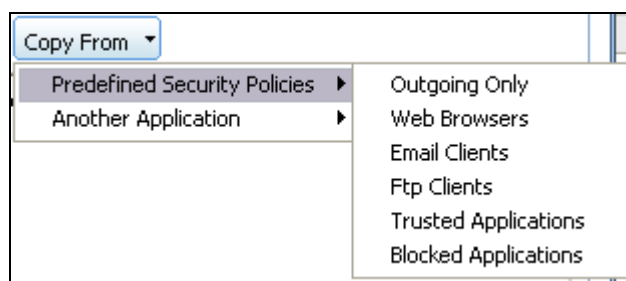 Copy From
Predefined Security Policies
Another Application
Outgoing Only
Web Browsers
Email Clients
Ftp Clients
Trusted Applications
Blocked Applications